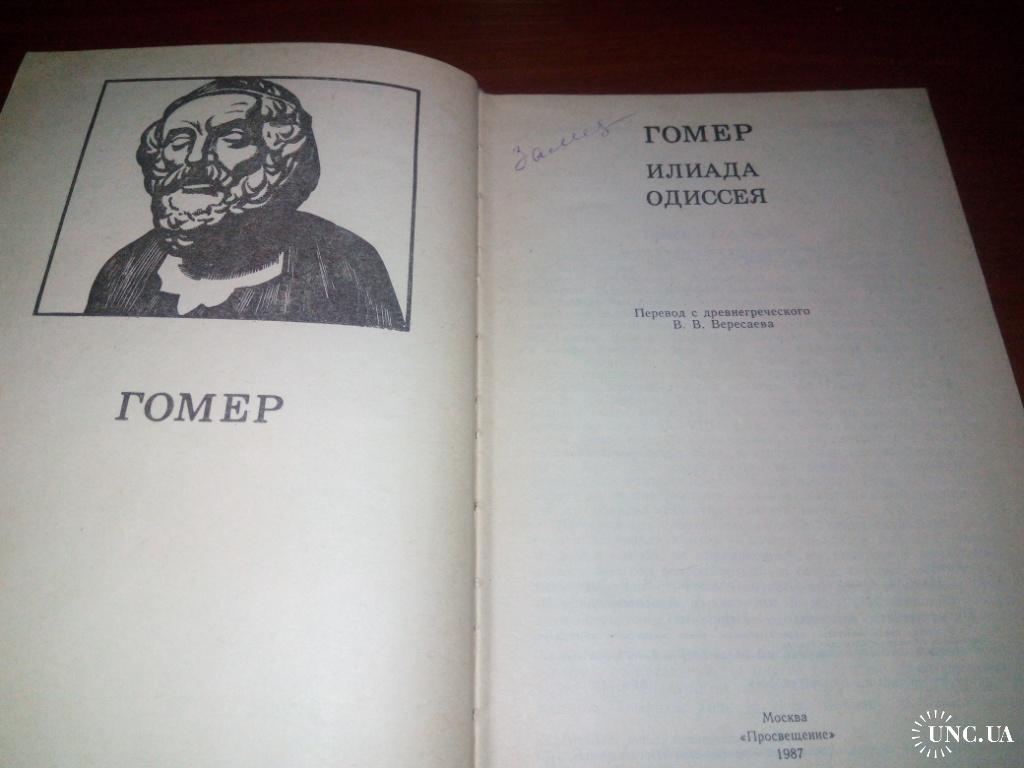 ГОМЕР
ГОМЕР
ИЛИАДА
ОДИССЕЯ
Перевод с древнегреческого
В. В. Вересаева
Москва
«Просвещение»
1987
UNC.UA